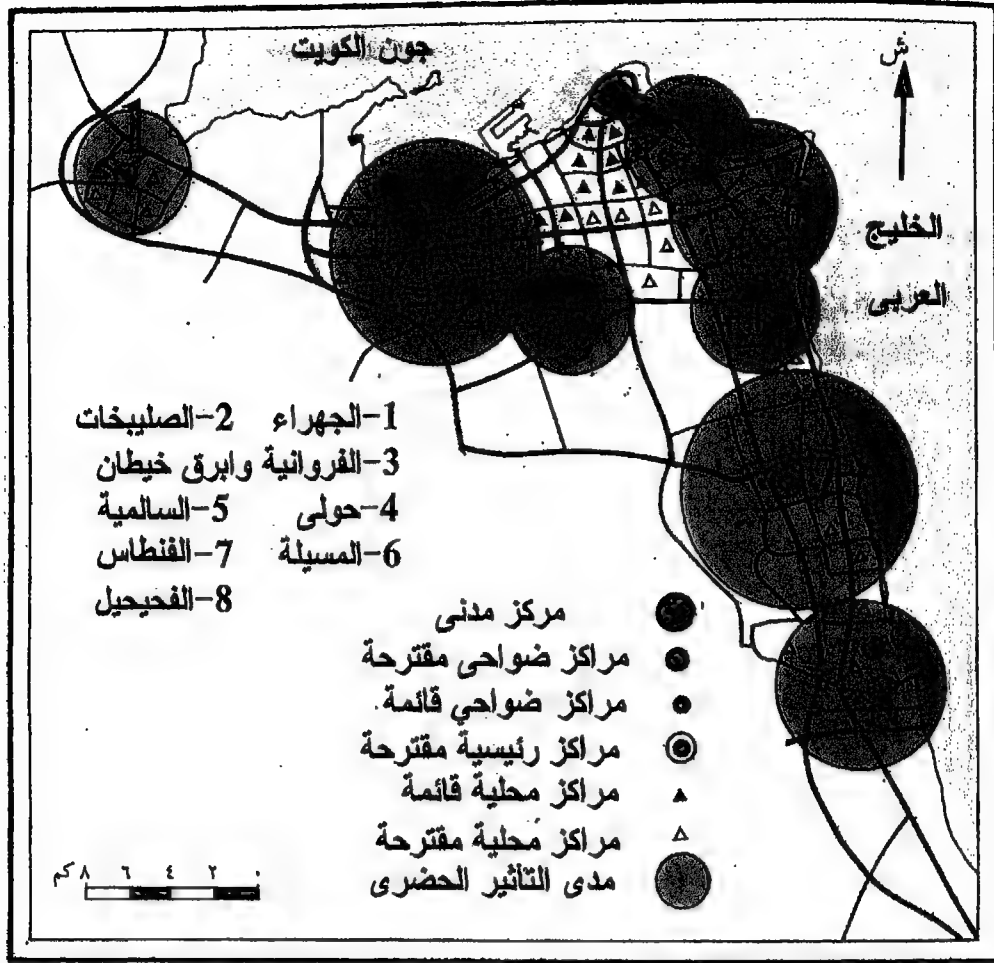 جون الكويت
ش
الخليج
العربى
1-الجهراء 2-الصليبخات
3-الفروانية وابرق خيطان
4-حولى 5-السالمية
6-المسيلة 7-الفنطاس
8-الفحيحيل
مركز مدنى
مراكز ضواحى مقترحة
مراكز ضواحي قائمة
مراكز رئيسية مقترحة
مراكز محلية قائمة
مراكز محلية مقترحة
مدى التأثير الحضرى
٠ ٢ ٤ ٦ ٨ كم